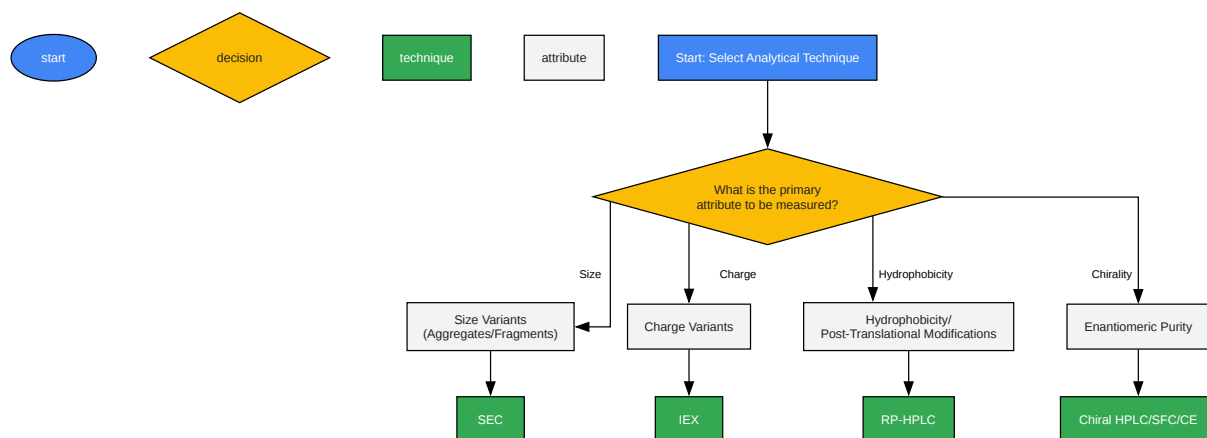 start
decision
technique
attribute
Start: Select Analytical Technique
What is the primary
attribute to be measured?
Size
Charge
Hydrophobicity
Chirality
Size Variants
(Aggregates/Fragments)
Charge Variants
Hydrophobicity/
Post-Translational Modifications
Enantiomeric Purity
SEC
IEX
RP-HPLC
Chiral HPLC/SFC/CE